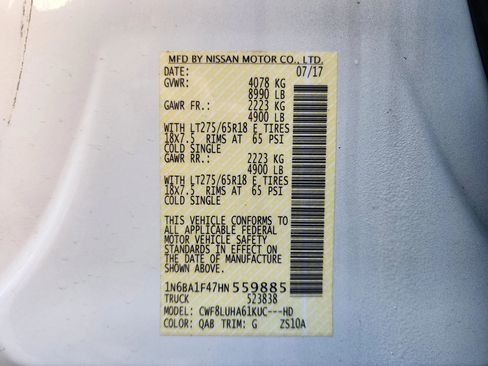 MFD BY NISSAN MOTOR CO., LTD.
DATE: 07/17
GVWR: 4078 KG
8990 LB
GAWR FR.: 2223 KG
4900 LB
WITH LT275/65R18 E TIRES
18X7.5 RIMS AT 65 PSI
COLD SINGLE
GAWR RR.: 2223 KG
4900 LB
WITH LT275/65R18 E TIRES
18X7.5 RIMS AT 65 PSI
COLD SINGLE
THIS VEHICLE CONFORMS TO
ALL APPLICABLE FEDERAL
MOTOR VEHICLE SAFETY
STANDARDS IN EFFECT ON
THE DATE OF MANUFACTURE
SHOWN ABOVE.
1N6BA1F47HN559885
TRUCK 523838
MODEL: CWF8LUHA61KUC---HD
COLOR: QAB TRIM: G ZS10A